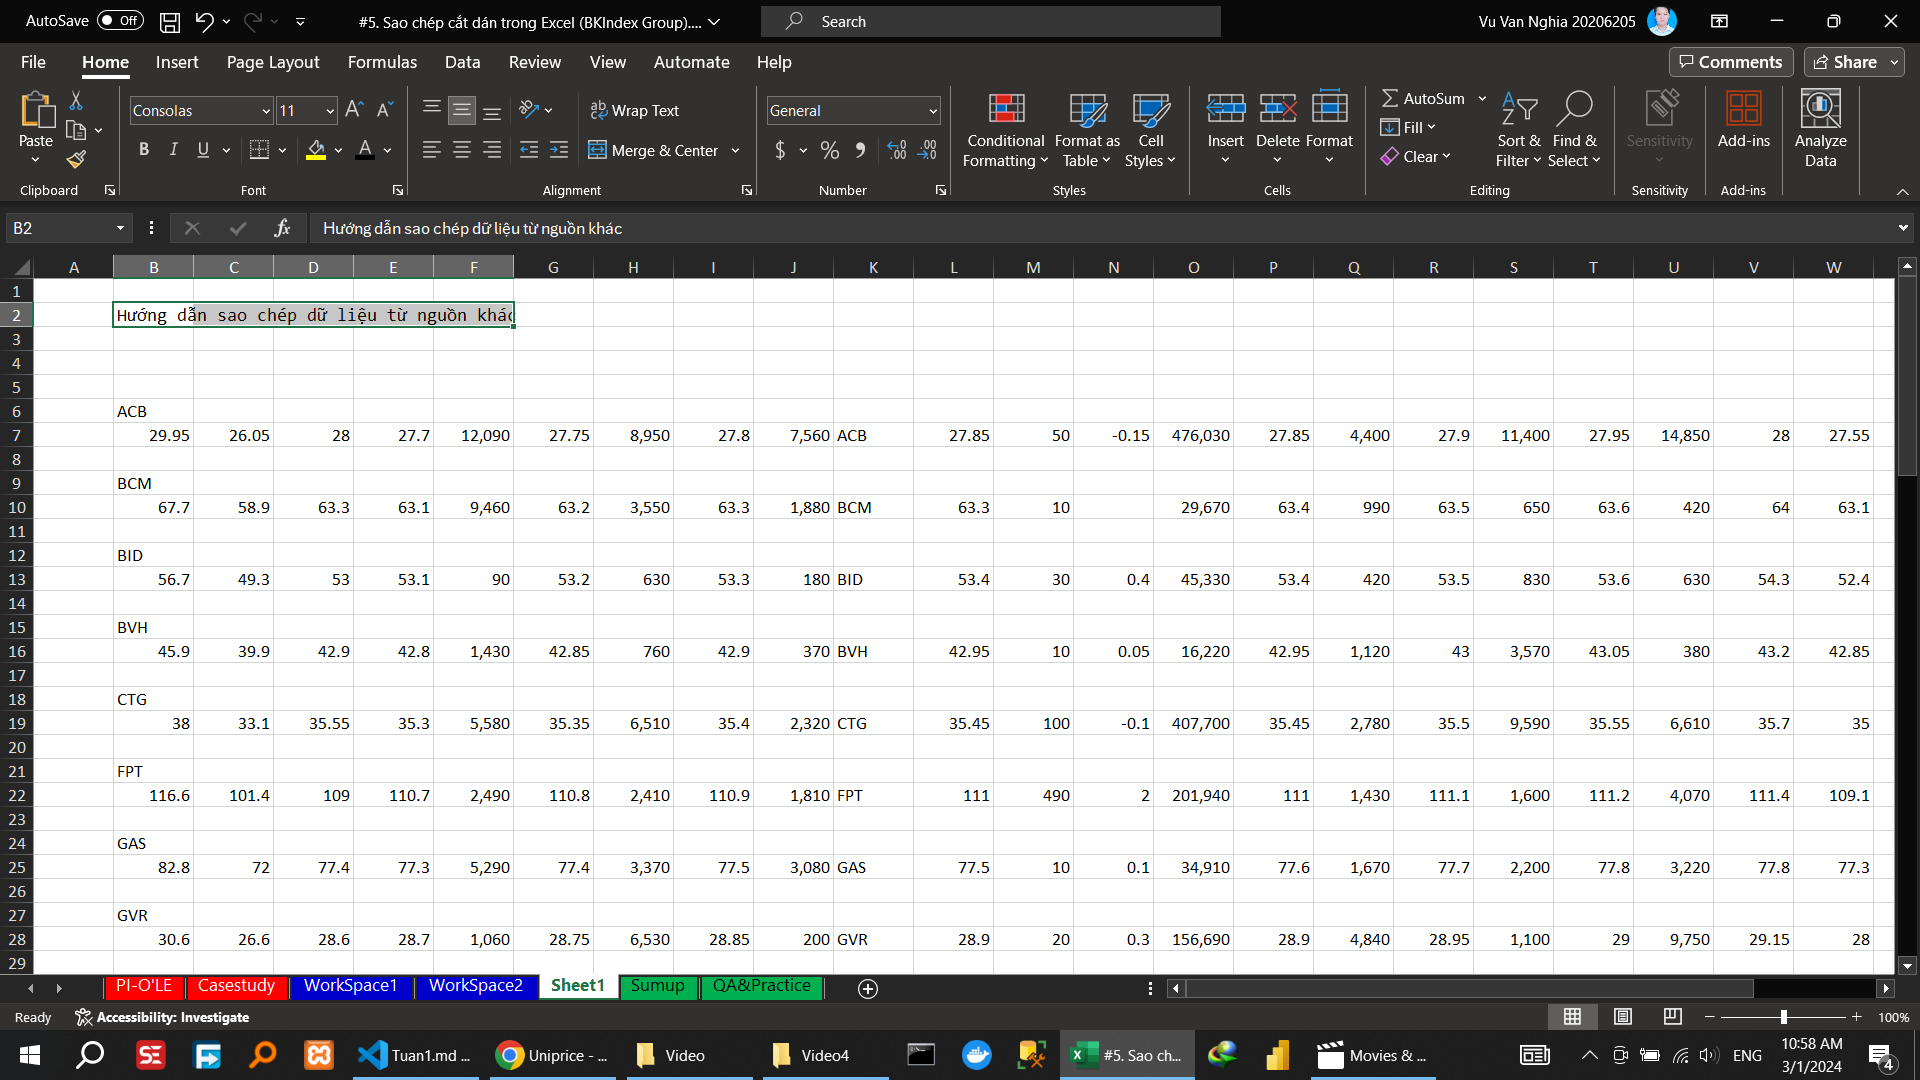 AutoSave Off #5. Sao chép cắt dán trong Excel (BKIndex Group).... Search Vu Van Nghia 20206205
File Home Insert Page Layout Formulas Data Review View Automate Help Comments Share
Consolas 11 Wrap Text General AutoSum
Paste Conditional Format as Cell Insert Delete Format Fill Sort & Find & Sensitivity Add-ins Analyze
B I U Merge & Center $ % Formatting Table Styles Clear Filter Select Data
Clipboard Font Alignment Number Styles Cells Editing Sensitivity Add-ins
B2 fx Hướng dẫn sao chép dữ liệu từ nguồn khác
A B C D E F G H I J K L M N O P Q R S T U V W
1
2 Hướng dẫn sao chép dữ liệu từ nguồn khác
3
4
5
6 ACB
7 29.95 26.05 28 27.7 12,090 27.75 8,950 27.8 7,560 ACB 27.85 50 -0.15 476,030 27.85 4,400 27.9 11,400 27.95 14,850 28 27.55
8
9 BCM
10 67.7 58.9 63.3 63.1 9,460 63.2 3,550 63.3 1,880 BCM 63.3 10 29,670 63.4 990 63.5 650 63.6 420 64 63.1
11
12 BID
13 56.7 49.3 53 53.1 90 53.2 630 53.3 180 BID 53.4 30 0.4 45,330 53.4 420 53.5 830 53.6 630 54.3 52.4
14
15 BVH
16 45.9 39.9 42.9 42.8 1,430 42.85 760 42.9 370 BVH 42.95 10 0.05 16,220 42.95 1,120 43 3,570 43.05 380 43.2 42.85
17
18 CTG
19 38 33.1 35.55 35.3 5,580 35.35 6,510 35.4 2,320 CTG 35.45 100 -0.1 407,700 35.45 2,780 35.5 9,590 35.55 6,610 35.7 35
20
21 FPT
22 116.6 101.4 109 110.7 2,490 110.8 2,410 110.9 1,810 FPT 111 490 2 201,940 111 1,430 111.1 1,600 111.2 4,070 111.4 109.1
23
24 GAS
25 82.8 72 77.4 77.3 5,290 77.4 3,370 77.5 3,080 GAS 77.5 10 0.1 34,910 77.6 1,670 77.7 2,200 77.8 3,220 77.8 77.3
26
27 GVR
28 30.6 26.6 28.6 28.7 1,060 28.75 6,530 28.85 200 GVR 28.9 20 0.3 156,690 28.9 4,840 28.95 1,100 29 9,750 29.15 28
29
PI-O'LE Casestudy WorkSpace1 WorkSpace2 Sheet1 Sumup QA&Practice
Ready Accessibility: Investigate 100%
Tuan1.md ... Uniprice - ... Video Video4 #5. Sao ch... Movies & ... ENG 10:58 AM
3/1/2024 4